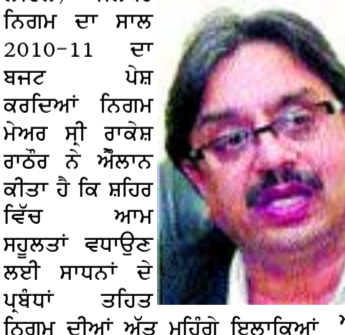 ਨਿਗਮ ਦਾ ਸਾਲ
2010-11 ਦਾ
ਬਜਟ ਪੇਸ਼
ਕਰਦਿਆਂ ਨਿਗਮ
ਮੇਅਰ ਸ੍ਰੀ ਰਾਕੇਸ਼
ਰਾਠੌਰ ਨੇ ਐਲਾਨ
ਕੀਤਾ ਹੈ ਕਿ ਸ਼ਹਿਰ
ਵਿੱਚ ਆਮ
ਸਹੂਲਤਾਂ ਵਧਾਉਣ
ਲਈ ਸਾਧਨਾਂ ਦੇ
ਪ੍ਰਬੰਧਾਂ ਤਹਿਤ
ਨਿਗਮ ਦੀਆਂ ਅੱਤ ਮਹਿੰਗੇ ਇਲਾਕਿਆਂ